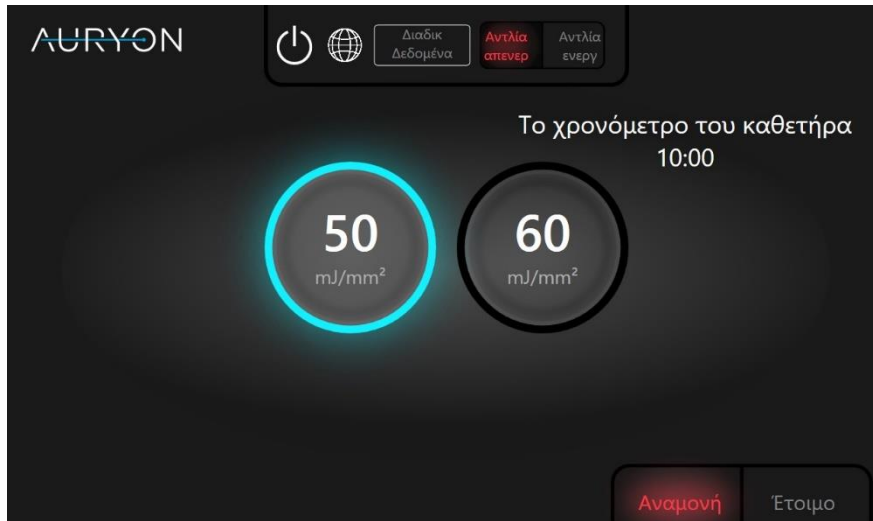 AURYON
Διαδικ
Δεδομένα
Αντλία
απενερ
Αντλία
ενεργ
Το χρονόμετρο του καθετήρα
10:00
50
mJ/mm²
60
mJ/mm²
Αναμονή
Έτοιμο